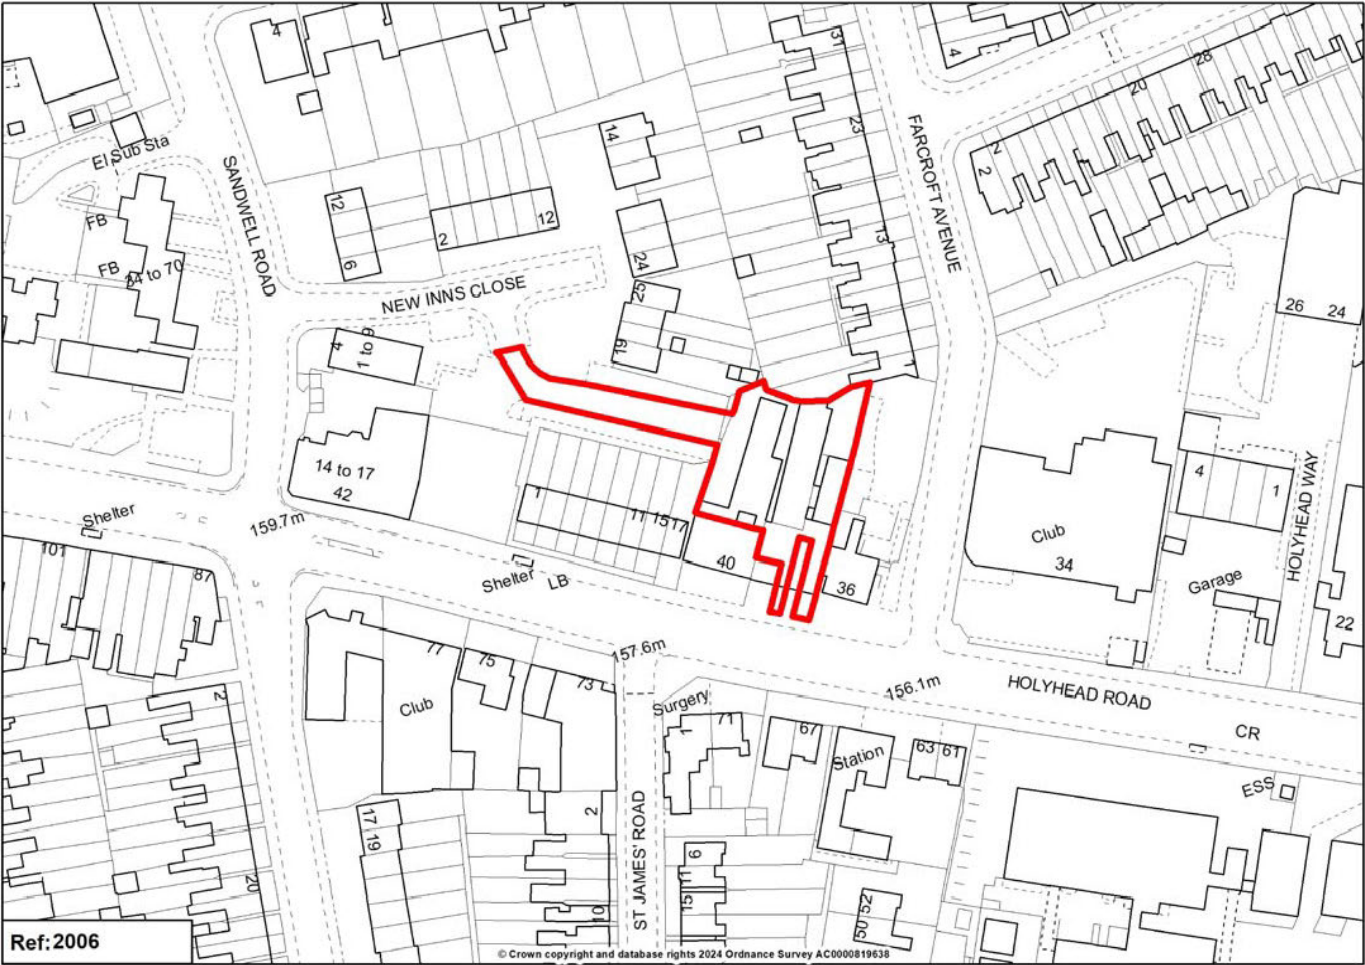 4
31
4
28
20
El Sub Sta
14
23
FARCROFT AVENUE
2
2
SANDWELL ROAD
12
12
FB
2
13
FB
34 to 70
6
24
NEW INNS CLOSE
25
26
24
4
1 to 9
19
1
14 to 17
42
4
1
1
11
15
17
HOLYHEAD WAY
Shelter
159.7m
Club
101
40
34
Shelter
LB
36
Garage
87
22
157.6m
77
75
73
156.1m
HOLYHEAD ROAD
2
Club
Surgery
1
71
67
Station
63
61
CR
ESS
17
19
2
ST JAMES' ROAD
6
11
15
20
10
50
52
Ref:2006
© Crown copyright and database rights 2024 Ordnance Survey AC0000819638